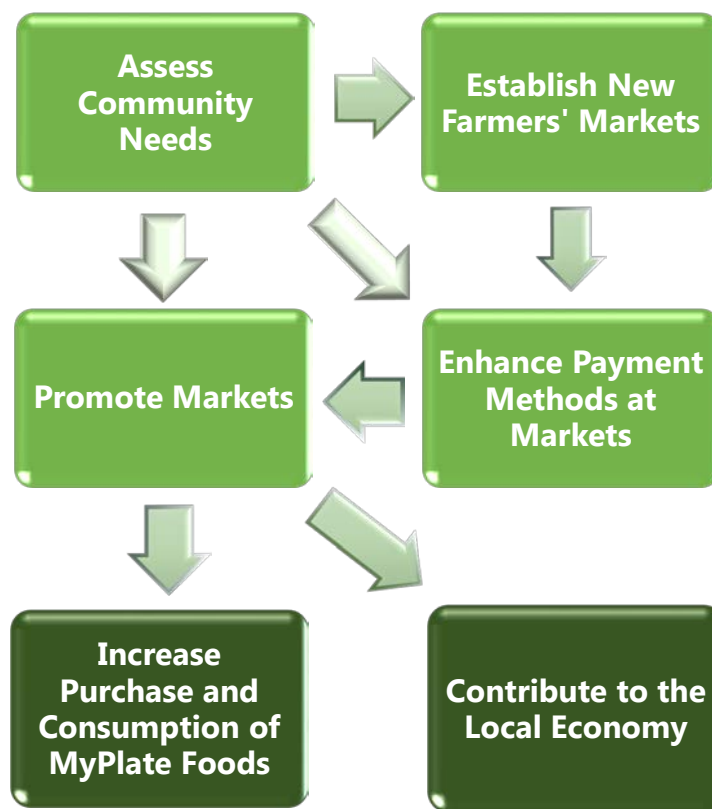 Assess
Community
Needs
Establish New
Farmers' Markets
Promote Markets
Enhance Payment
Methods at
Markets
Increase
Purchase and
Consumption of
MyPlate Foods
Contribute to the
Local Economy